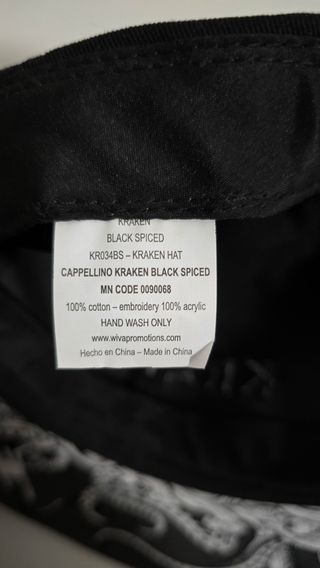 KRAKEN
BLACK SPICED
KR034BS – KRAKEN HAT
CAPPELLINO KRAKEN BLACK SPICED
MN CODE 0090068
100% cotton – embroidery 100% acrylic
HAND WASH ONLY
www.wivapromotions.com
Hecho en China – Made in China